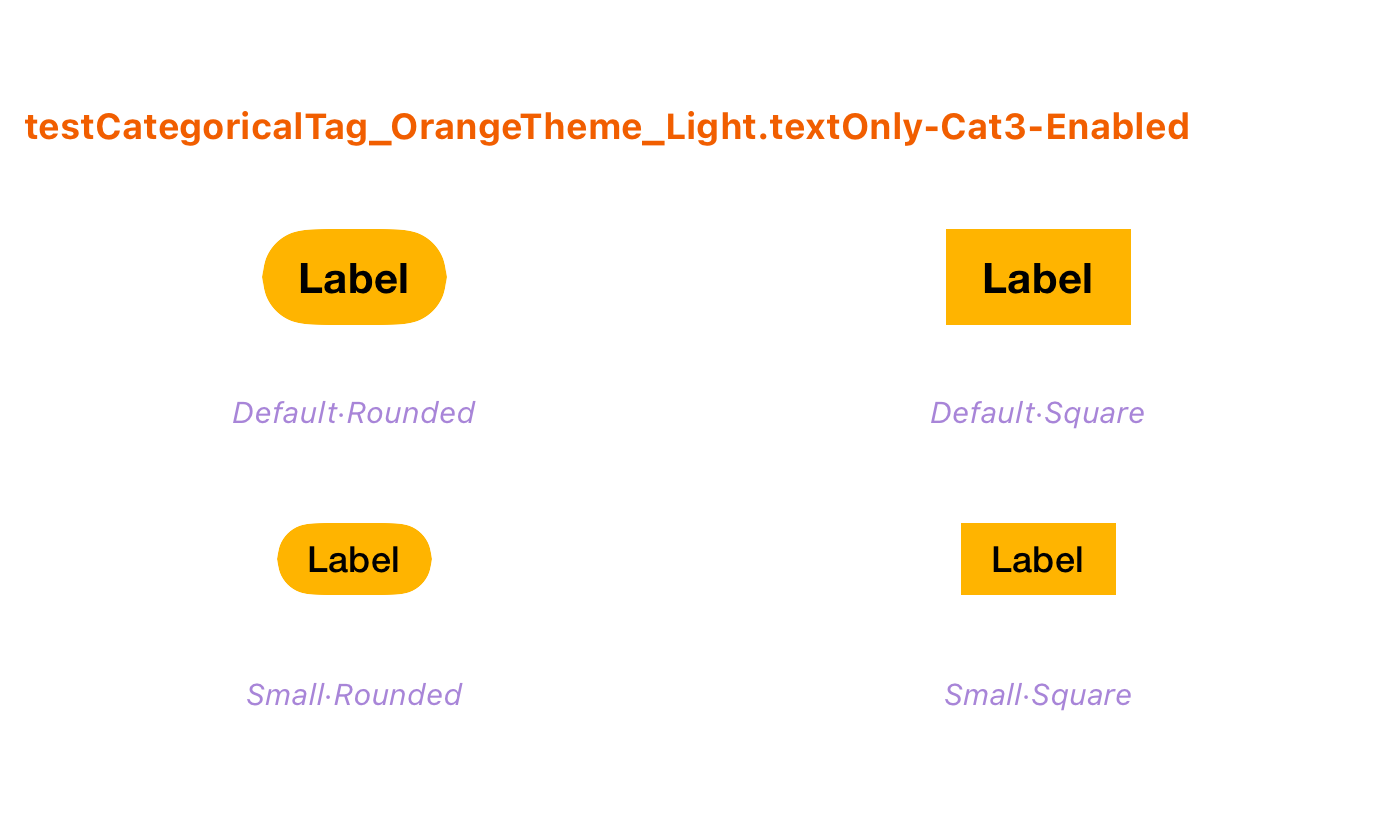 testCategoricalTag_OrangeTheme_Light.textOnly-Cat3-Enabled
Label
Label
Default·Rounded
Default·Square
Label
Label
Small·Rounded
Small·Square